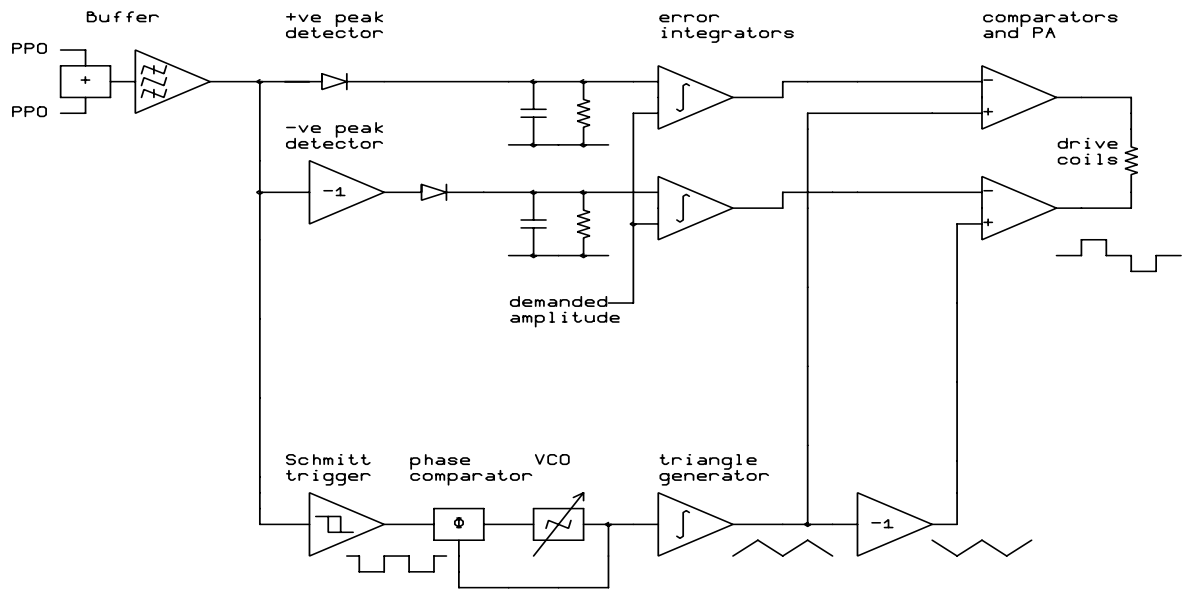 Buffer
+ve peak
detector
error
integrators
comparators
and PA
PPO
+
PPO
∫
−
+
-ve peak
detector
drive
coils
-1
∫
−
+
demanded
amplitude
Schmitt
trigger
phase
comparator
VCO
triangle
generator
Φ
∫
-1